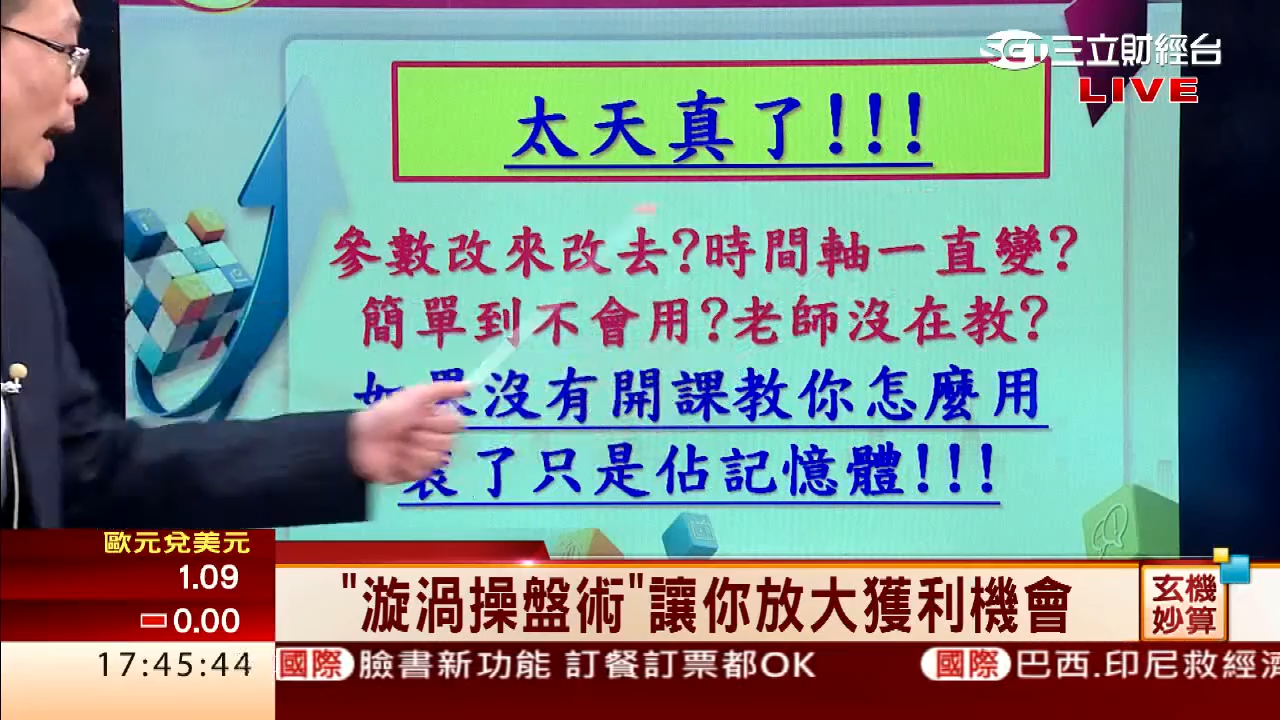 SET三立財經台
LIVE
太天真了!!!
參數改來改去?時間軸一直變?
簡單到不會用?老師沒在教?
如果沒有開課教你怎麼用
裝了只是佔記憶體!!!
歐元兌美元
1.09
0.00
17:45:44
"漩渦操盤術"讓你放大獲利機會
玄機
妙算
國際 臉書新功能 訂餐訂票都OK
國際 巴西.印尼救經濟